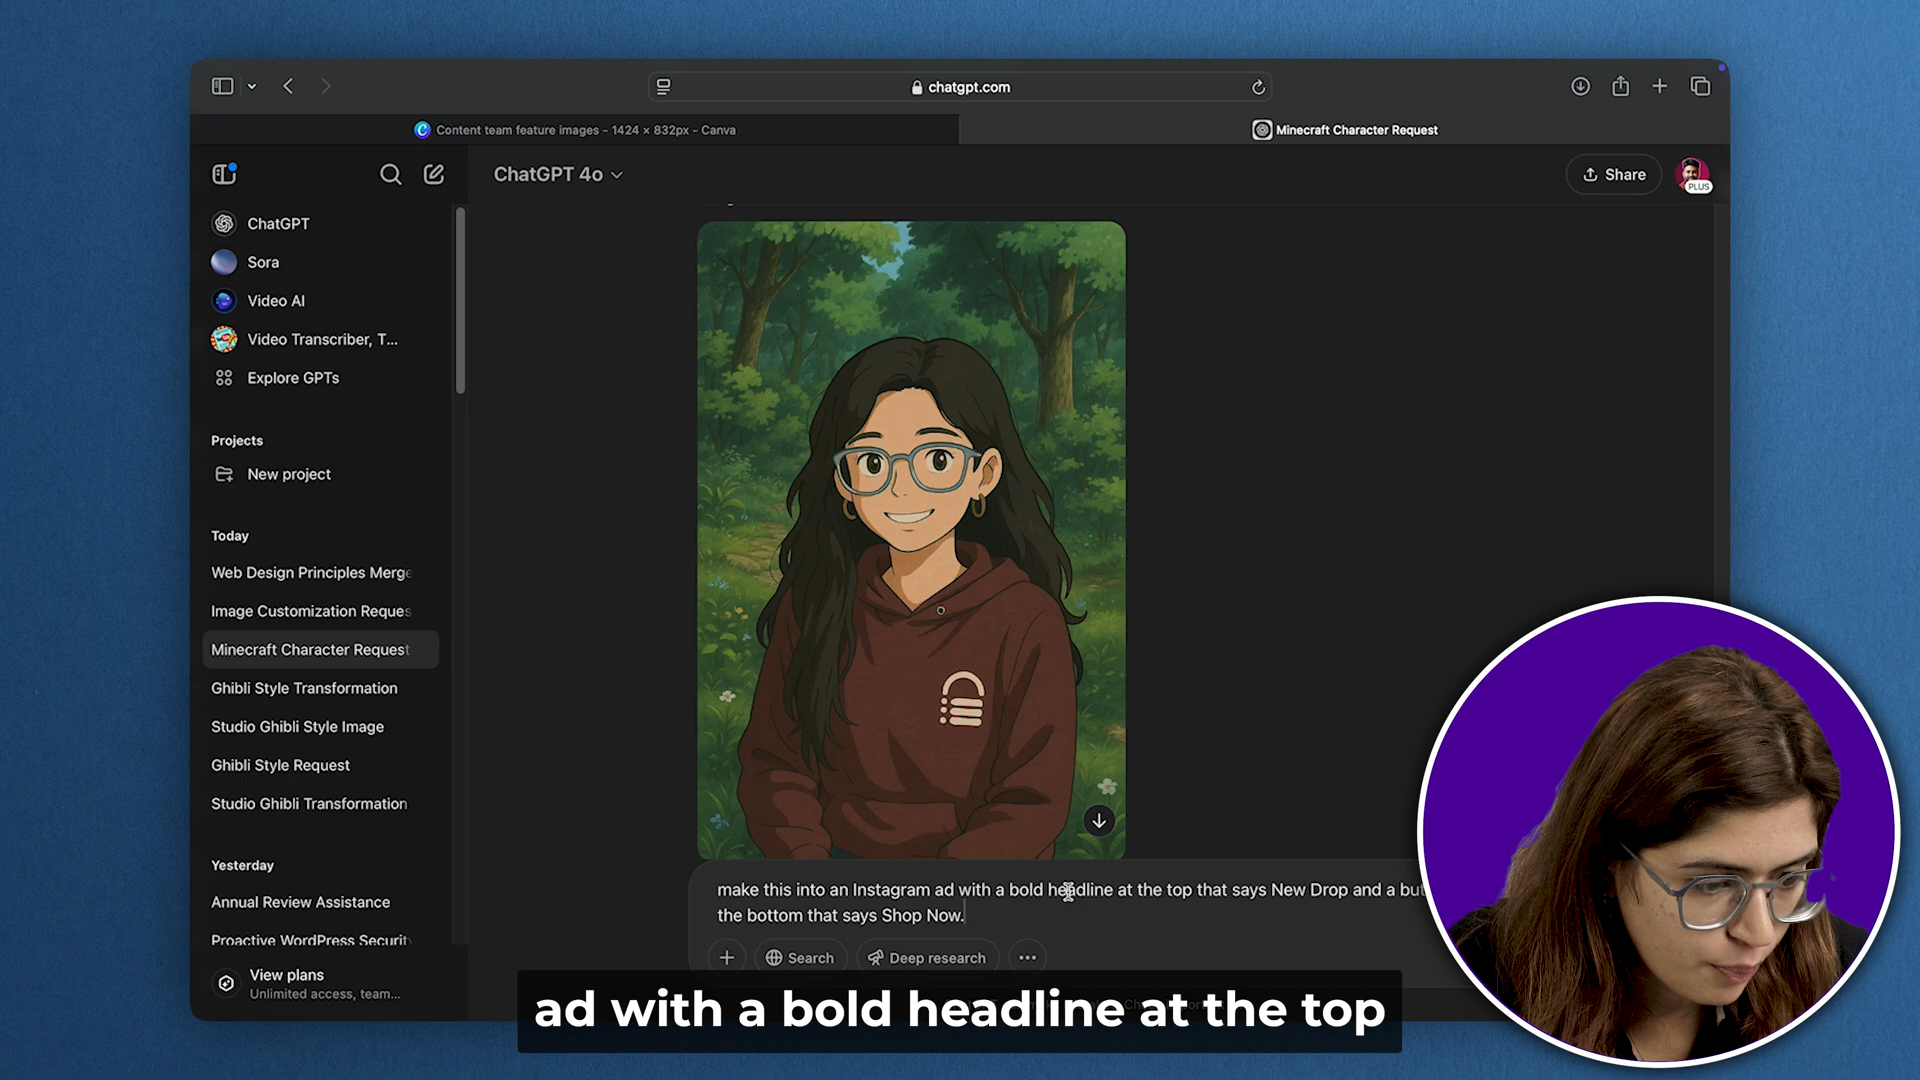 chatgpt.com
Content team feature images - 1424 × 832px - Canva
Minecraft Character Request
ChatGPT 4o
Share
PLUS
ChatGPT
Sora
Video AI
Video Transcriber, T...
Explore GPTs
Projects
New project
Today
Web Design Principles Merge
Image Customization Reques
Minecraft Character Request
Ghibli Style Transformation
Studio Ghibli Style Image
Ghibli Style Request
Studio Ghibli Transformation
Yesterday
Annual Review Assistance
Proactive WordPress Securit
View plans
Unlimited access, team...
make this into an Instagram ad with a bold headline at the top that says New Drop and a but
the bottom that says Shop Now.
Search
Deep research
ad with a bold headline at the top